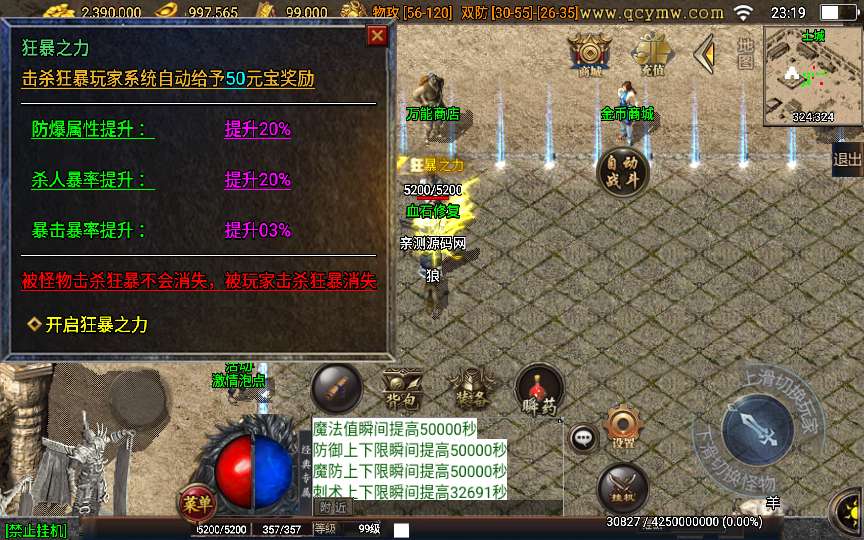 2,390,000
997,565
99,000
物攻 [56-120]
双防 [30-55]-[26-35]
www.qcymw.com
23:19
狂暴之力
击杀狂暴玩家系统自动给予50元宝奖励
防爆属性提升： 提升20%
杀人暴率提升： 提升20%
暴击暴率提升： 提升03%
被怪物击杀狂暴不会消失，被玩家击杀狂暴消失
开启狂暴之力
商城
充值
地图
土城
324:324
退出
万能商店
金币商城
自动战斗
狂暴之力
5200/5200
血石修复
亲测源码网
狼
活动
激情泡点
背包
装备
瞬药
魔法值瞬间提高50000秒
防御上下限瞬间提高50000秒
魔防上下限瞬间提高50000秒
刺术上下限瞬间提高32691秒
经典专属
附近
设置
挂机
上滑切换玩家
下滑切换怪物
羊
菜单
[禁止挂机]
5200/5200
357/357
等级
99级
30827 / 4250000000 (0.00%)